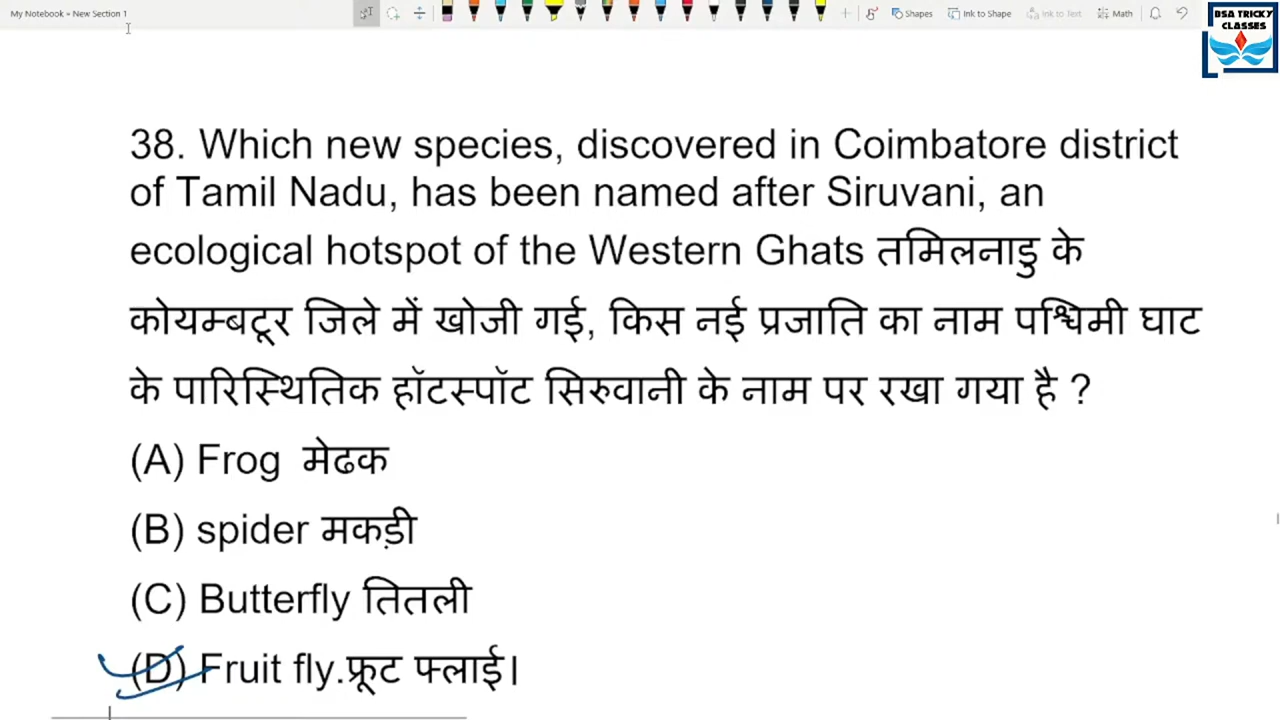 My Notebook » New Section 1
Shapes
Ink to Shape
Ink to Text
Math
BSA TRICKY
CLASSES
38. Which new species, discovered in Coimbatore district
of Tamil Nadu, has been named after Siruvani, an
ecological hotspot of the Western Ghats तमिलनाडु के
कोयम्बटूर जिले में खोजी गई, किस नई प्रजाति का नाम पश्चिमी घाट
के पारिस्थितिक हॉटस्पॉट सिरुवानी के नाम पर रखा गया है ?
(A) Frog मेढक
(B) spider मकड़ी
(C) Butterfly तितली
(D) Fruit fly.फ्रूट फ्लाई।